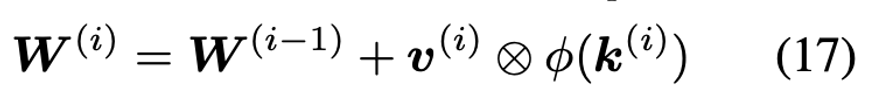 W^{(i)} = W^{(i-1)} + v^{(i)} ⊗ ϕ(k^{(i)}) (17)